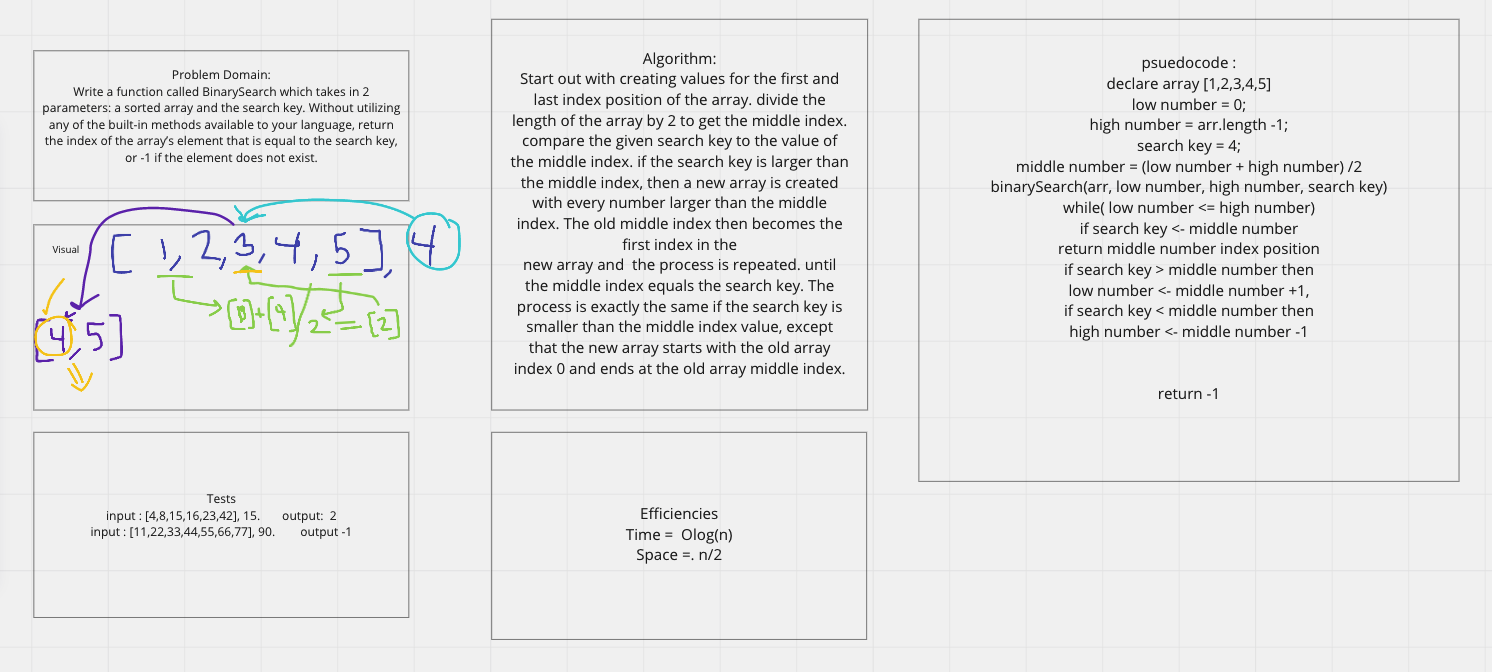 Problem Domain:
Write a function called BinarySearch which takes in 2
parameters: a sorted array and the search key. Without utilizing
any of the built-in methods available to your language, return
the index of the array's element that is equal to the search key,
or -1 if the element does not exist.
Visual
[ 1, 2, 3, 4, 5 ], 4
[0]+[4]/2 == [2]
[4, 5]
Tests
input : [4,8,15,16,23,42], 15. output: 2
input : [11,22,33,44,55,66,77], 90. output -1
Algorithm:
Start out with creating values for the first and
last index position of the array. divide the
length of the array by 2 to get the middle index.
compare the given search key to the value of
the middle index. if the search key is larger than
the middle index, then a new array is created
with every number larger than the middle
index. The old middle index then becomes the
first index in the
new array and the process is repeated. until
the middle index equals the search key. The
process is exactly the same if the search key is
smaller than the middle index value, except
that the new array starts with the old array
index 0 and ends at the old array middle index.
Efficiencies
Time = Olog(n)
Space =. n/2
psuedocode :
declare array [1,2,3,4,5]
low number = 0;
high number = arr.length -1;
search key = 4;
middle number = (low number + high number) /2
binarySearch(arr, low number, high number, search key)
while( low number <= high number)
if search key <- middle number
return middle number index position
if search key > middle number then
low number <- middle number +1,
if search key < middle number then
high number <- middle number -1
return -1